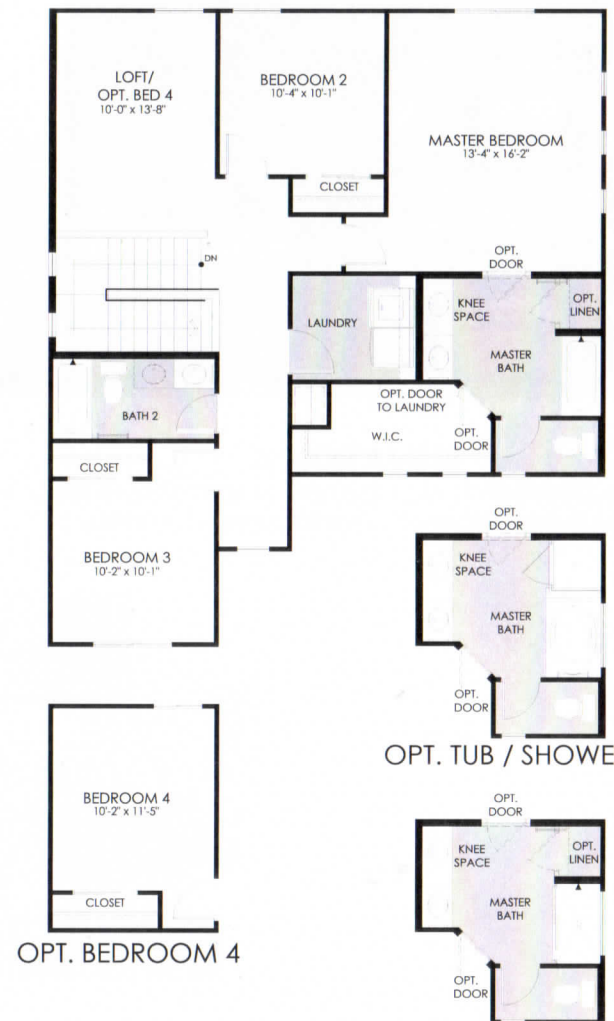 LOFT/
OPT. BED 4
10'-0" x 13'-8"
BEDROOM 2
10'-4" x 10'-1"
MASTER BEDROOM
13'-4" x 16'-2"
CLOSET
DN
OPT.
DOOR
KNEE
SPACE
OPT.
LINEN
LAUNDRY
MASTER
BATH
BATH 2
OPT. DOOR
TO LAUNDRY
W.I.C.
OPT.
DOOR
CLOSET
BEDROOM 3
10'-2" x 10'-1"
OPT.
DOOR
KNEE
SPACE
MASTER
BATH
OPT.
DOOR
OPT. TUB / SHOWE
BEDROOM 4
10'-2" x 11'-5"
CLOSET
OPT. BEDROOM 4
OPT.
DOOR
KNEE
SPACE
OPT.
LINEN
MASTER
BATH
OPT.
DOOR